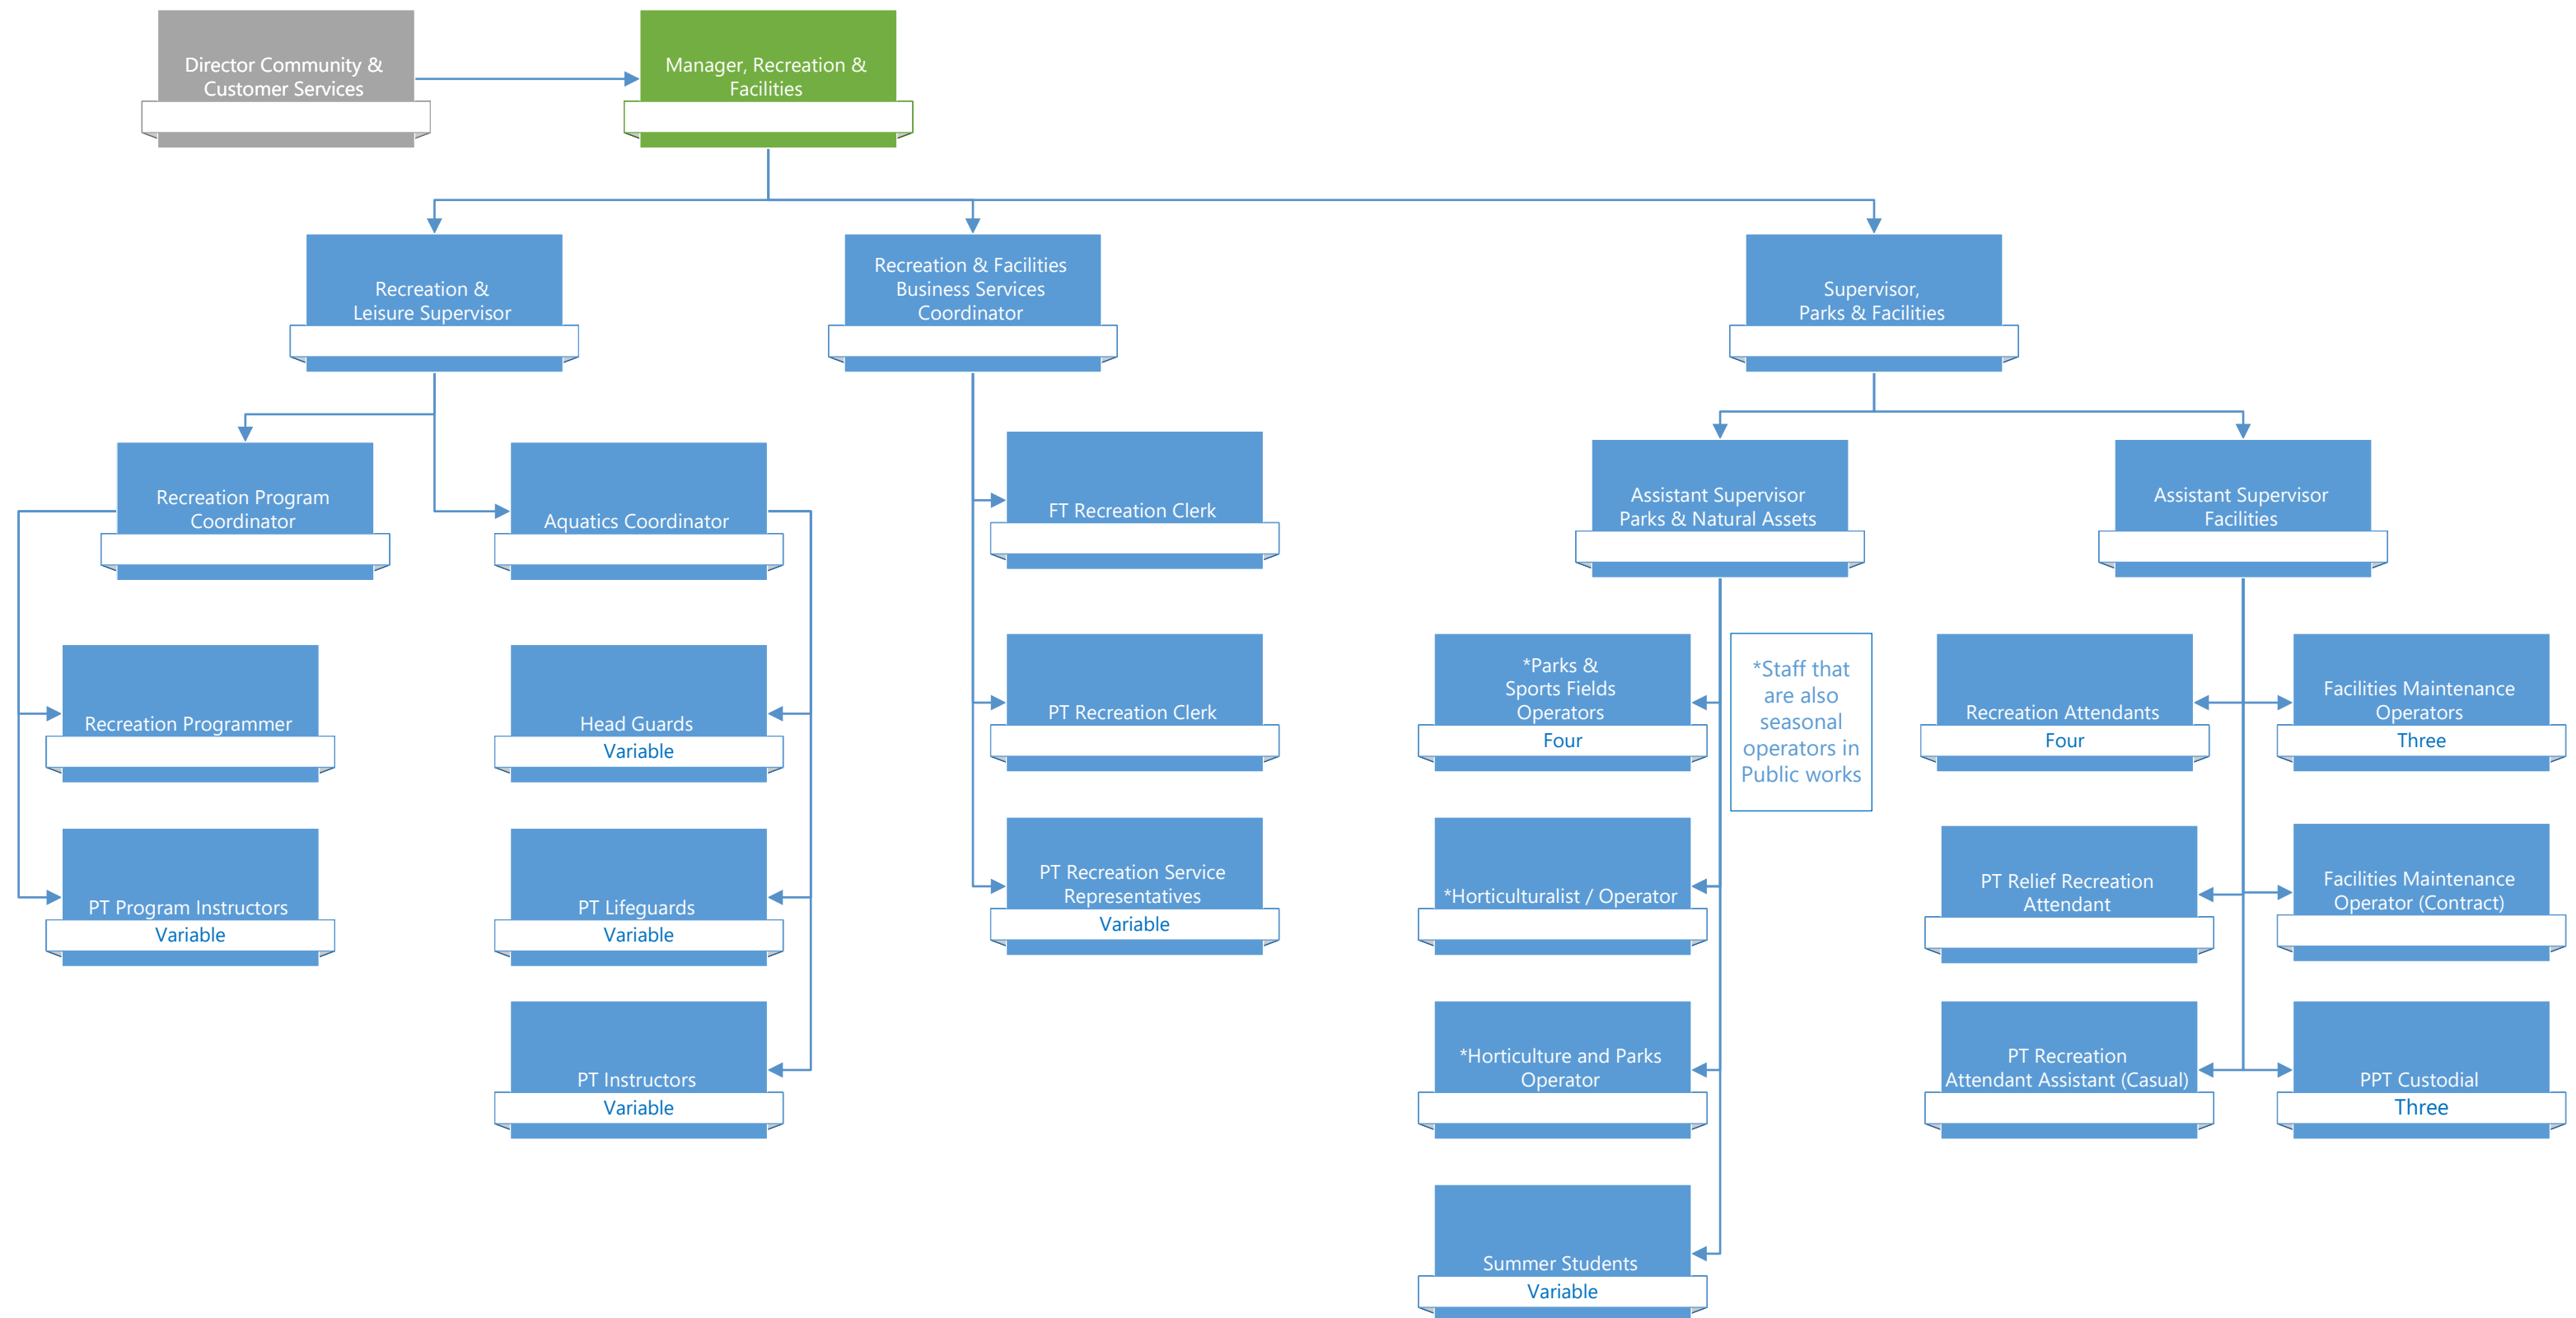 Director Community &
Customer Services
Manager, Recreation &
Facilities
Recreation &
Leisure Supervisor
Recreation & Facilities
Business Services
Coordinator
Supervisor,
Parks & Facilities
Recreation Program
Coordinator
Aquatics Coordinator
FT Recreation Clerk
Assistant Supervisor
Parks & Natural Assets
Assistant Supervisor
Facilities
Recreation Programmer
Head Guards
Variable
PT Recreation Clerk
*Parks &
Sports Fields
Operators
Four
*Staff that
are also
seasonal
operators in
Public works
Recreation Attendants
Four
Facilities Maintenance
Operators
Three
PT Program Instructors
Variable
PT Lifeguards
Variable
PT Recreation Service
Representatives
Variable
*Horticulturalist / Operator
PT Relief Recreation
Attendant
Facilities Maintenance
Operator (Contract)
PT Instructors
Variable
*Horticulture and Parks
Operator
PT Recreation
Attendant Assistant (Casual)
PPT Custodial
Three
Summer Students
Variable